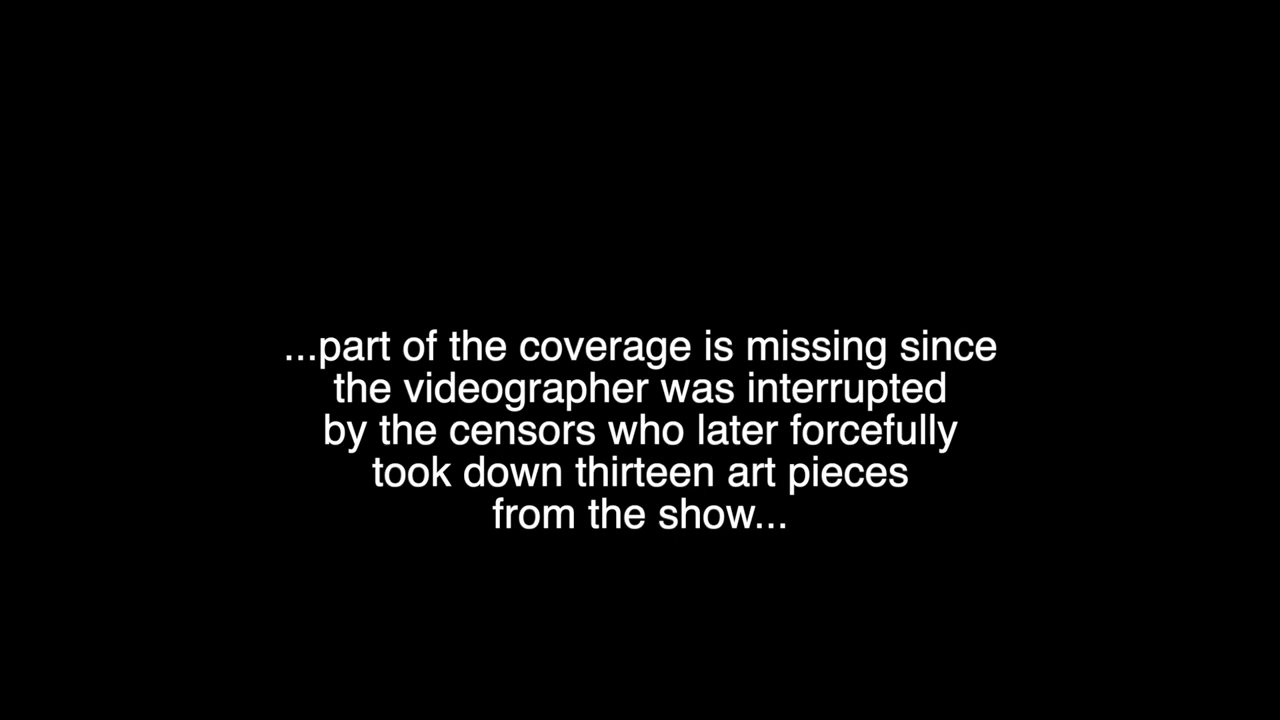 ...part of the coverage is missing since
the videographer was interrupted
by the censors who later forcefully
took down thirteen art pieces
from the show...